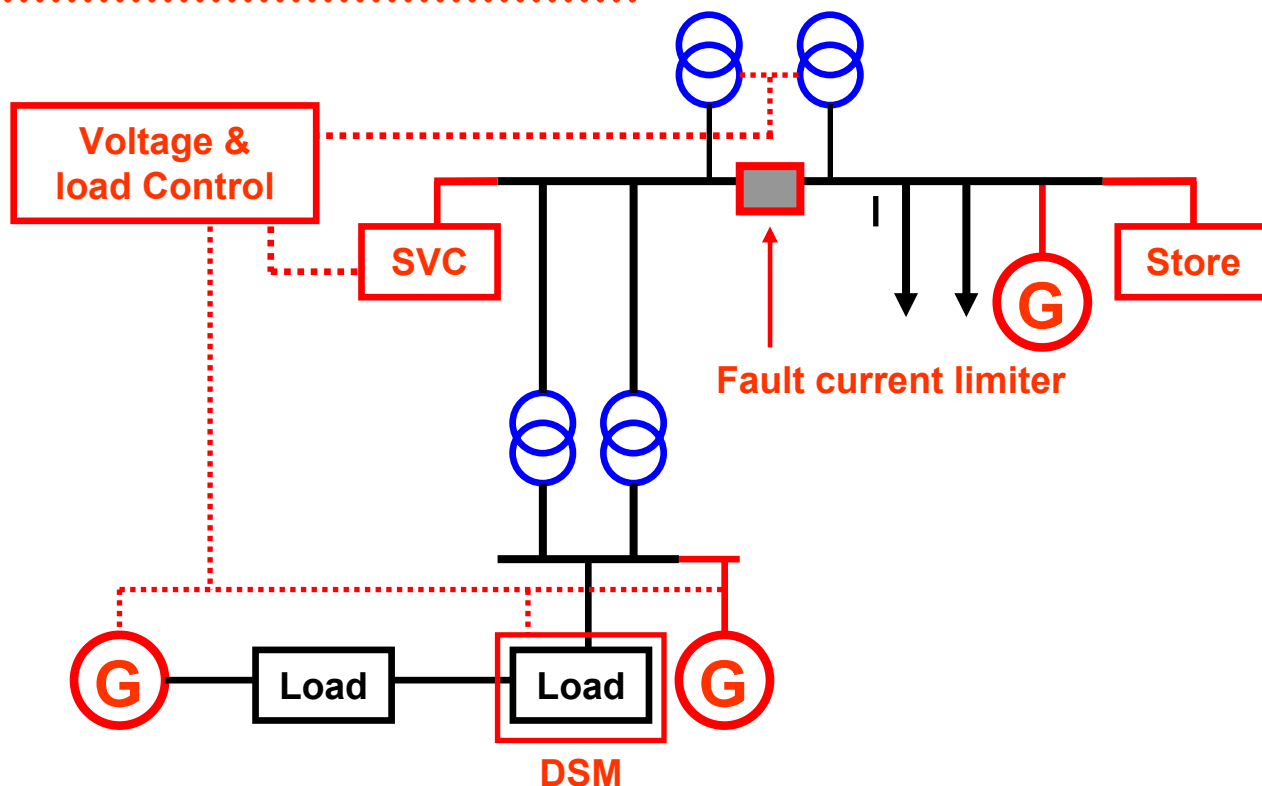 Voltage &
load Control
SVC
Store
G
Fault current limiter
G
Load
Load
G
DSM